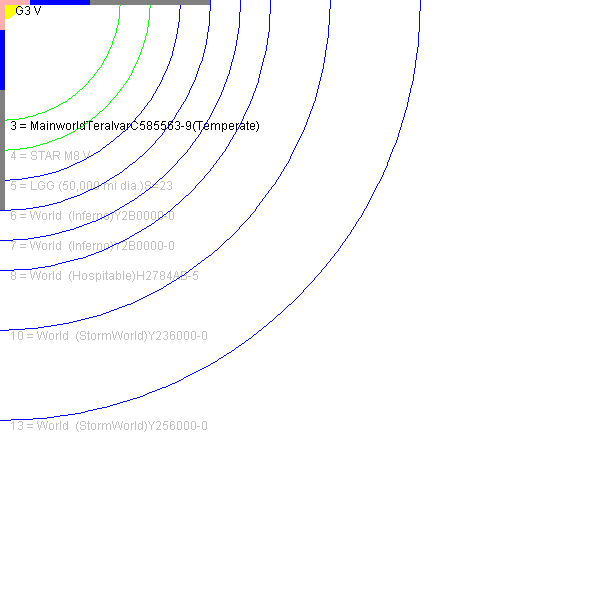 G3 V
3 = MainworldTeralvarC585563-9(Temperate)
4 = STAR M8 V
5 = LGG (50,000 mi dia.)S=23
6 = World  (Inferno)Y2B0000-0
7 = World  (Inferno)Y2B0000-0
8 = World  (Hospitable)H2784AB-5
10 = World  (StormWorld)Y236000-0
13 = World  (StormWorld)Y256000-0